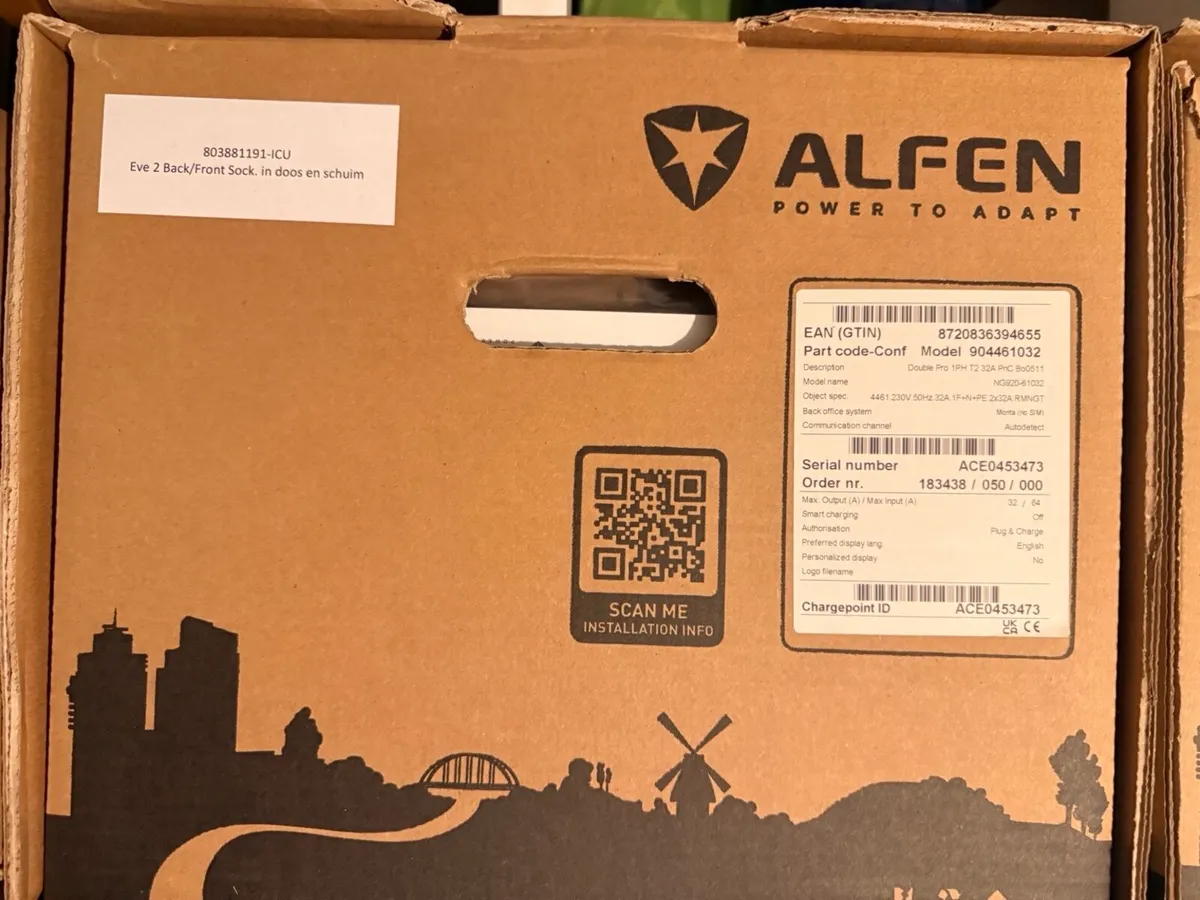 803881191-ICU
Eve 2 Back/Front Sock. in doos en schuim
ALFEN
POWER TO ADAPT
EAN (GTIN) 8720836394655
Part code-Conf Model 904461032
Description Double Pro 1PH T2 32A PnC Bo0511
Model name NG920-61032
Object spec. 4461.230V.50Hz.32A.1F+N+PE.2x32A.RMNGT
Back office system Monta (no SIM)
Communication channel Autodetect
Serial number ACE0453473
Order nr. 183438 / 050 / 000
Max. Output (A) / Max Input (A) 32 / 64
Smart charging Off
Authorisation Plug & Charge
Preferred display lang. English
Personalized display No
Logo filename
Chargepoint ID ACE0453473
UK
CA CE
SCAN ME
INSTALLATION INFO